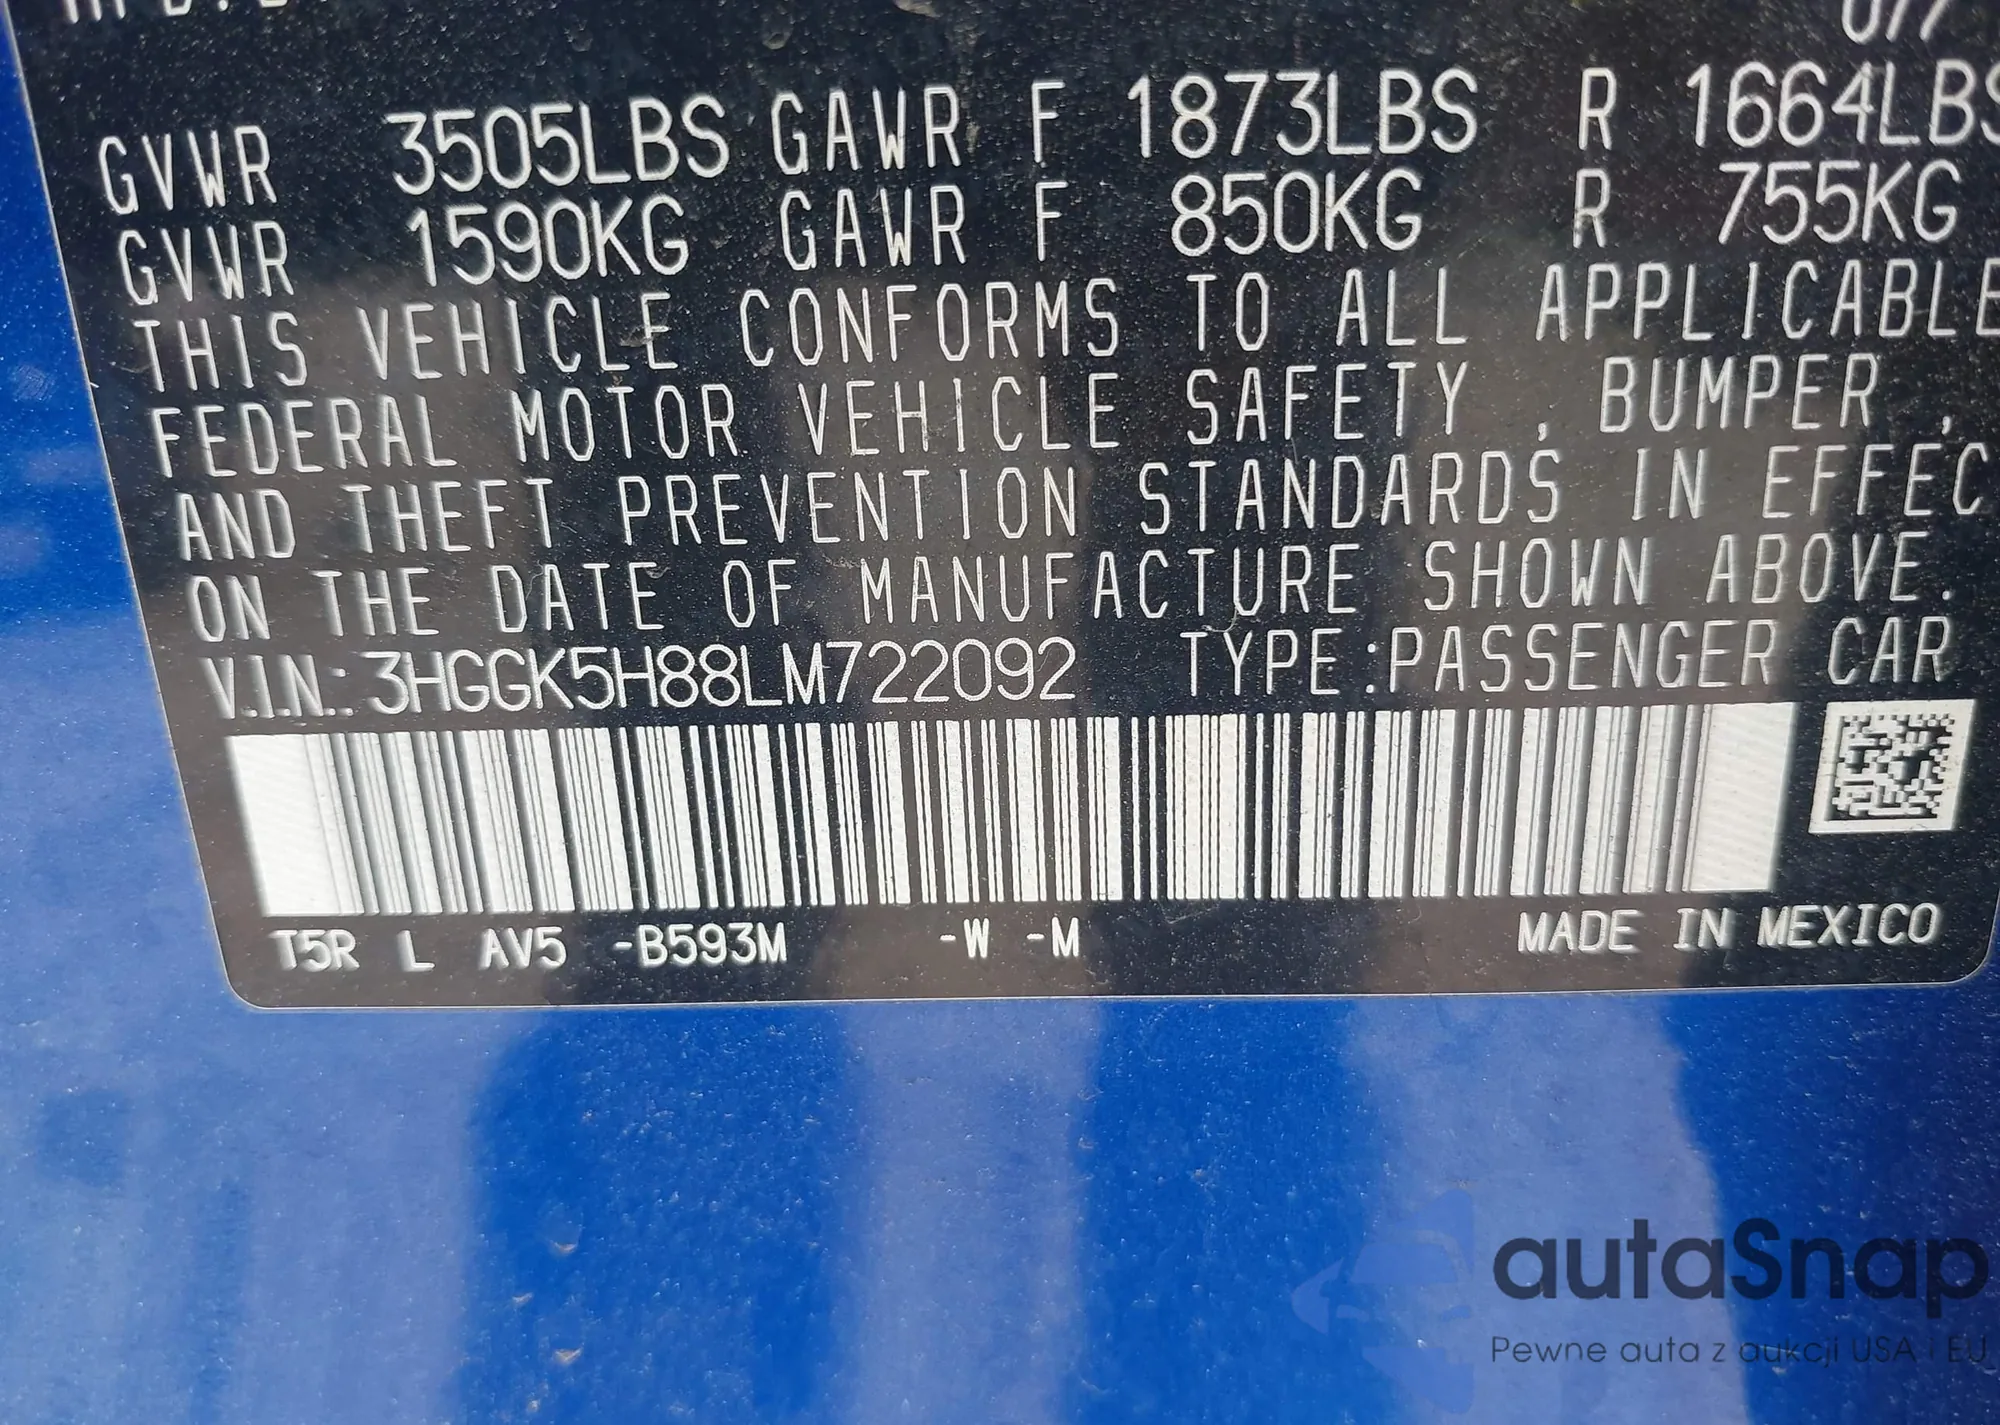 GVWR 3505LBS GAWR F 1873LBS R 1664LBS
GVWR 1590KG GAWR F 850KG R 755KG
THIS VEHICLE CONFORMS TO ALL APPLICABLE
FEDERAL MOTOR VEHICLE SAFETY , BUMPER ,
AND THEFT PREVENTION STANDARDS IN EFFEC
ON THE DATE OF MANUFACTURE SHOWN ABOVE.
V.I.N.: 3HGGK5H88LM722092 TYPE:PASSENGER CAR
T5R L AV5 -B593M -W -M MADE IN MEXICO
autaSnap
Pewne auta z aukcji USA i EU